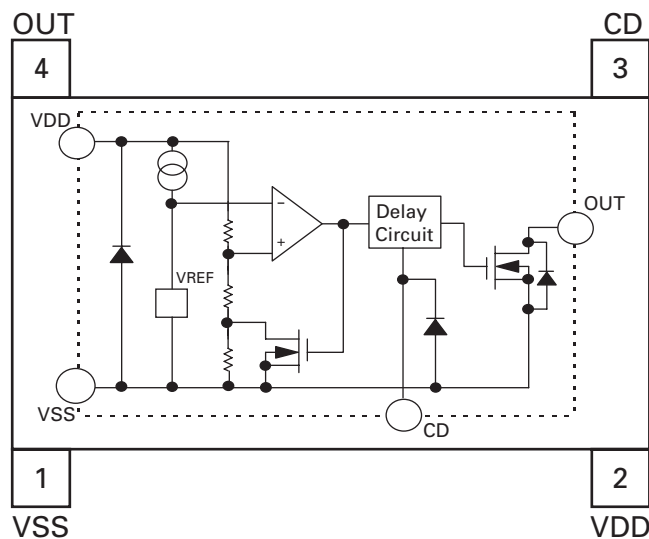 OUT
CD
4
3
VDD
OUT
−
Delay
Circuit
+
VREF
VSS
CD
1
2
VSS
VDD